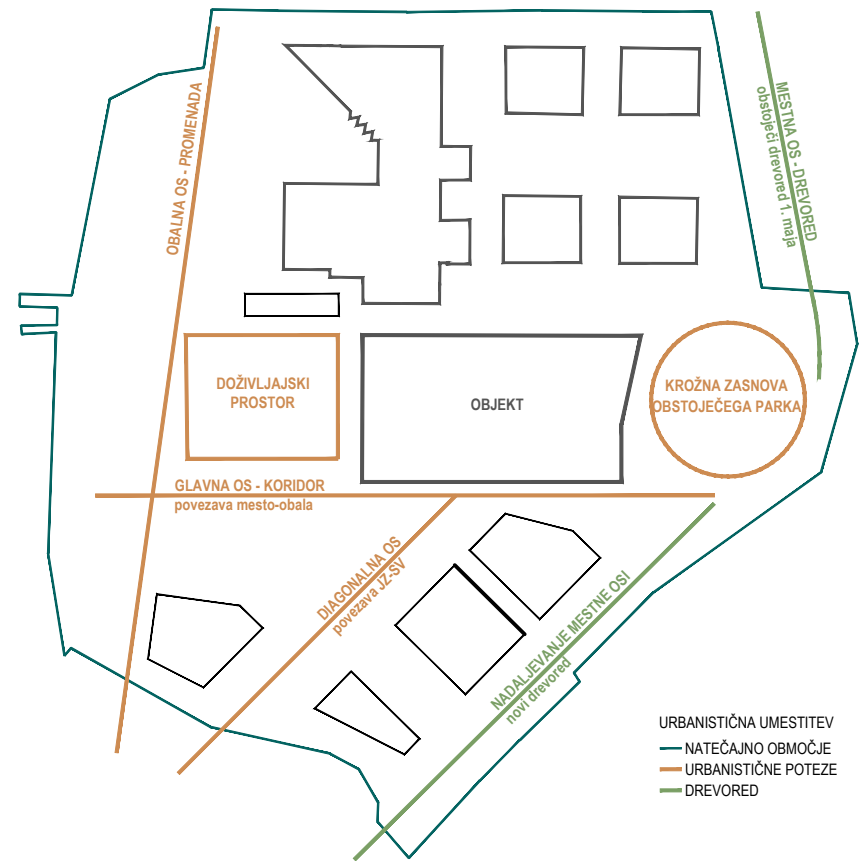 OBALNA OS - PROMENADA
MESTNA OS - DREVORED
obstoječi drevored 1. maja
DOŽIVLJAJSKI
PROSTOR
OBJEKT
KROŽNA ZASNOVA
OBSTOJEČEGA PARKA
GLAVNA OS - KORIDOR
povezava mesto-obala
DIAGONALNA OS
povezava JZ-SV
NADALJEVANJE MESTNE OSI
novi drevored
URBANISTIČNA UMESTITEV
NATEČAJNO OBMOČJE
URBANISTIČNE POTEZE
DREVORED